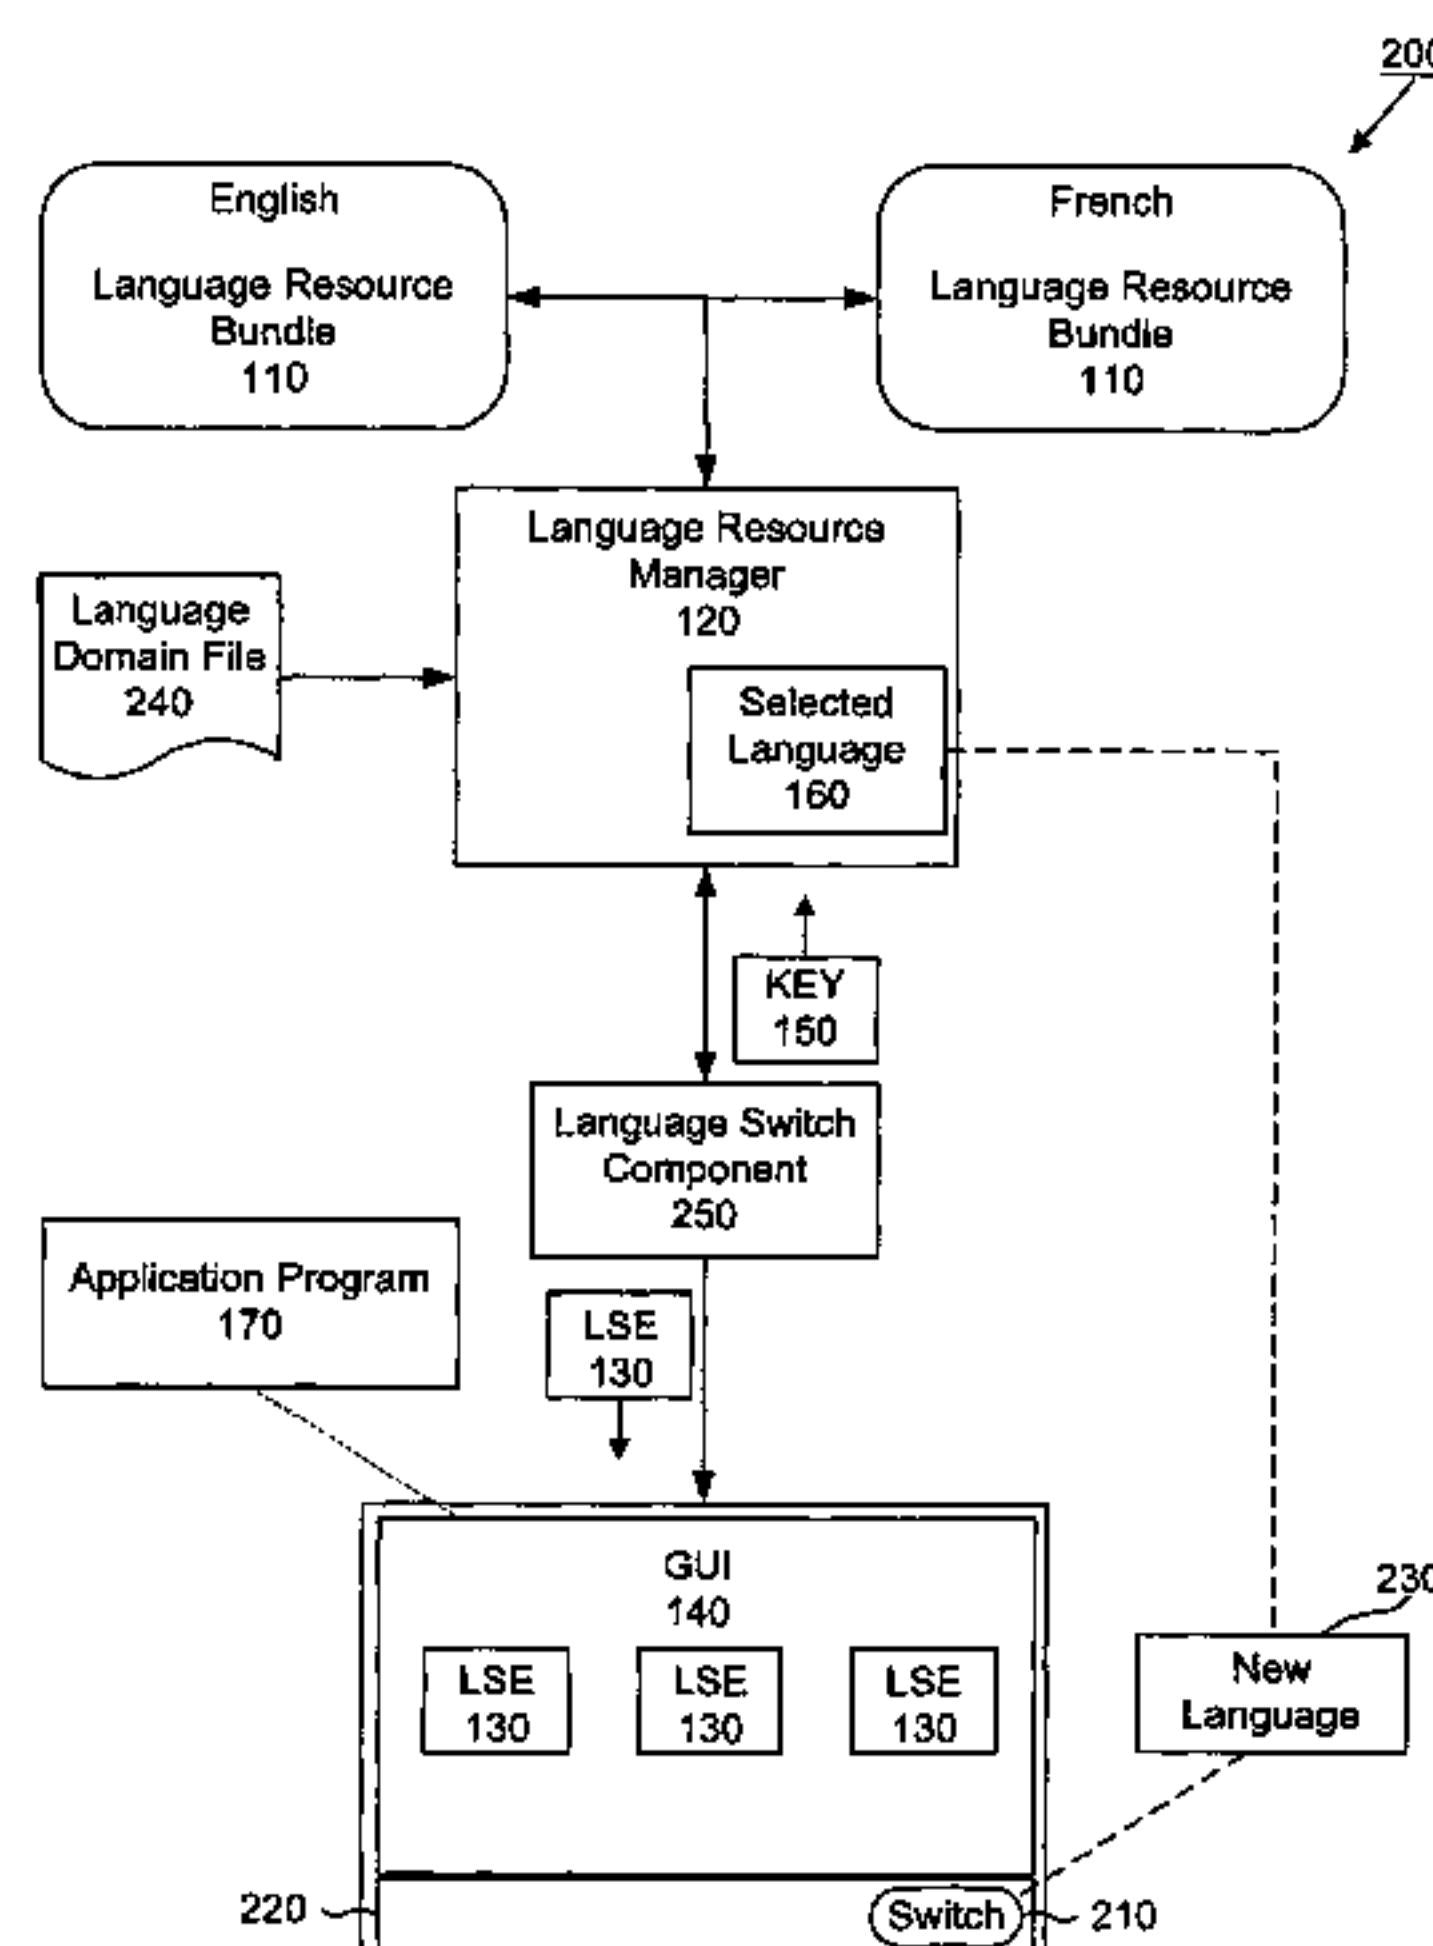 200
English
Language Resource
Bundle
110
French
Language Resource
Bundle
110
Language Resource
Manager
120
Language
Domain File
240
Selected
Language
160
KEY
150
Language Switch
Component
250
Application Program
170
LSE
130
GUI
140
LSE
130
LSE
130
LSE
130
230
New
Language
220
Switch
210